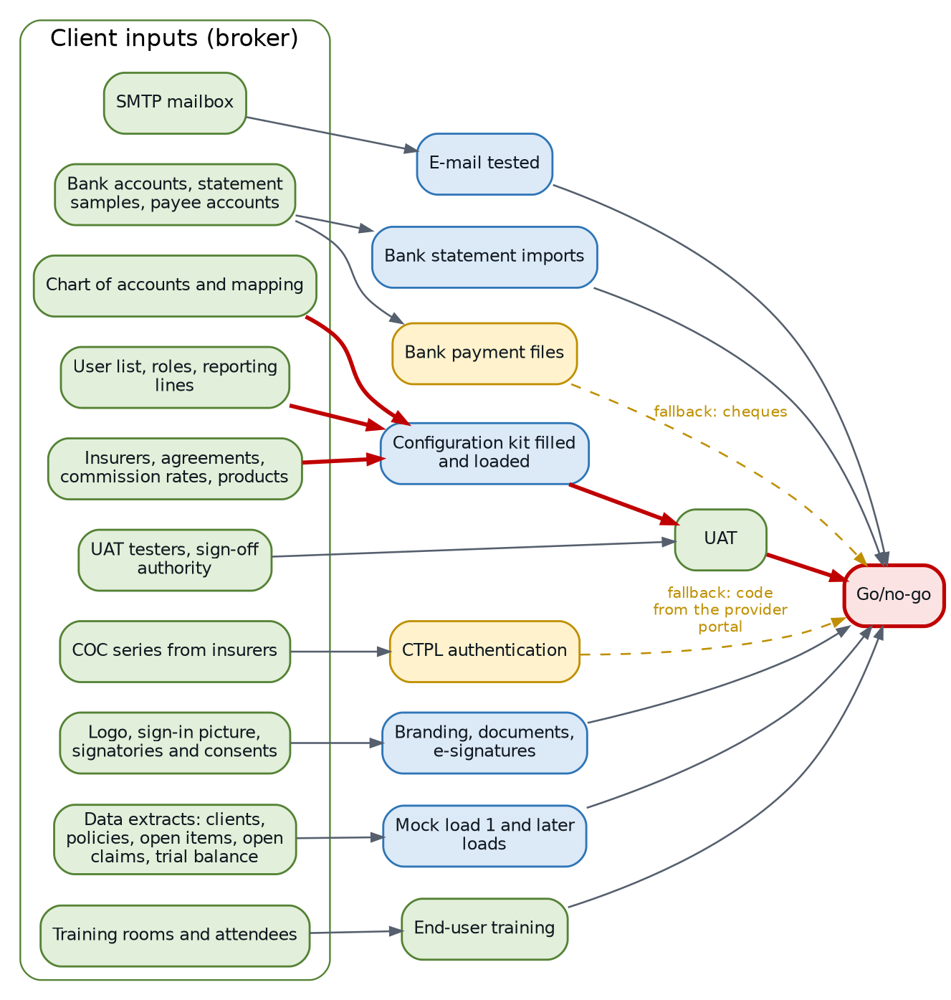 Client inputs (broker)
SMTP mailbox
E-mail tested
Bank accounts, statement
samples, payee accounts
Bank statement imports
Chart of accounts and mapping
Bank payment files
User list, roles, reporting
lines
fallback: cheques
Configuration kit filled
and loaded
Insurers, agreements,
commission rates, products
UAT testers, sign-off
authority
UAT
Go/no-go
fallback: code
from the provider
portal
COC series from insurers
CTPL authentication
Logo, sign-in picture,
signatories and consents
Branding, documents,
e-signatures
Data extracts: clients,
policies, open items, open
claims, trial balance
Mock load 1 and later
loads
Training rooms and attendees
End-user training